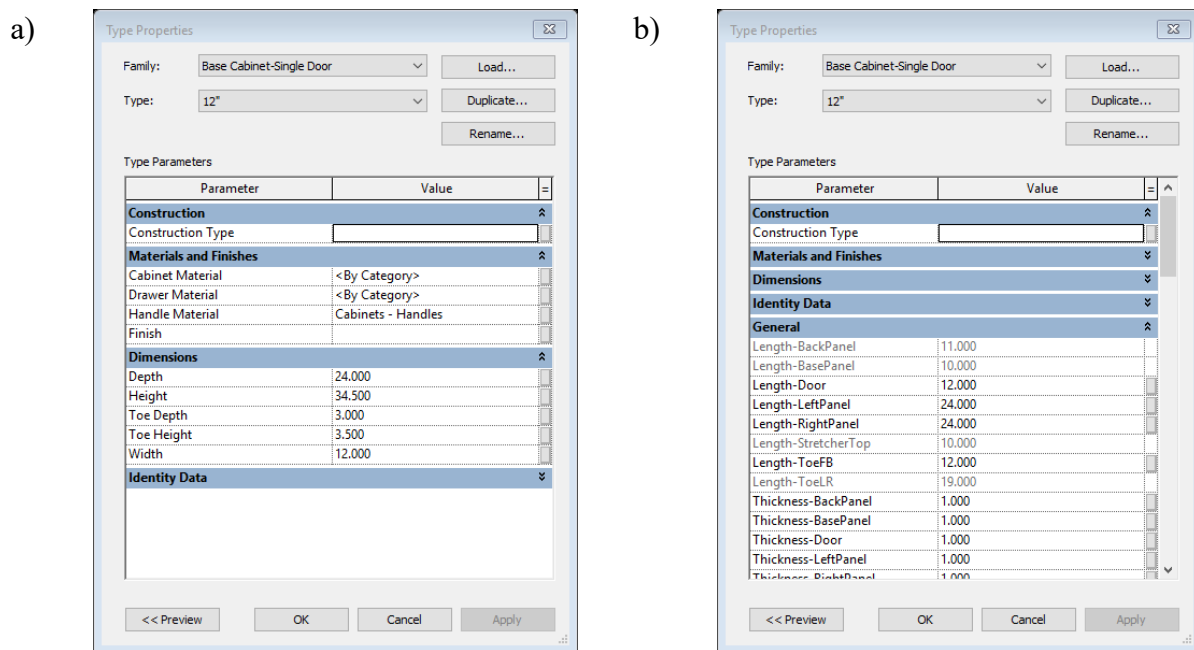 a)
Type Properties
Family: Base Cabinet-Single Door Load...
Type: 12" Duplicate...
Rename...
Type Parameters
Parameter Value =
Construction
Construction Type
Materials and Finishes
Cabinet Material <By Category>
Drawer Material <By Category>
Handle Material Cabinets - Handles
Finish
Dimensions
Depth 24.000
Height 34.500
Toe Depth 3.000
Toe Height 3.500
Width 12.000
Identity Data
<< Preview OK Cancel Apply
b)
Type Properties
Family: Base Cabinet-Single Door Load...
Type: 12" Duplicate...
Rename...
Type Parameters
Parameter Value =
Construction
Construction Type
Materials and Finishes
Dimensions
Identity Data
General
Length-BackPanel 11.000
Length-BasePanel 10.000
Length-Door 12.000
Length-LeftPanel 24.000
Length-RightPanel 24.000
Length-StretcherTop 10.000
Length-ToeFB 12.000
Length-ToeLR 19.000
Thickness-BackPanel 1.000
Thickness-BasePanel 1.000
Thickness-Door 1.000
Thickness-LeftPanel 1.000
Thickness-RightPanel 1.000
<< Preview OK Cancel Apply